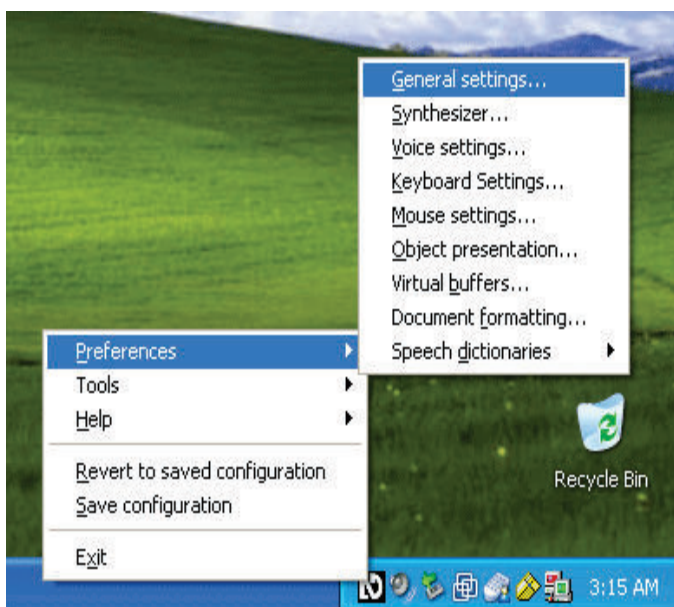 General settings...
Synthesizer...
Voice settings...
Keyboard Settings...
Mouse settings...
Object presentation...
Virtual buffers...
Document formatting...
Speech dictionaries
Preferences
Tools
Help
Revert to saved configuration
Save configuration
Exit
Recycle Bin
3:15 AM